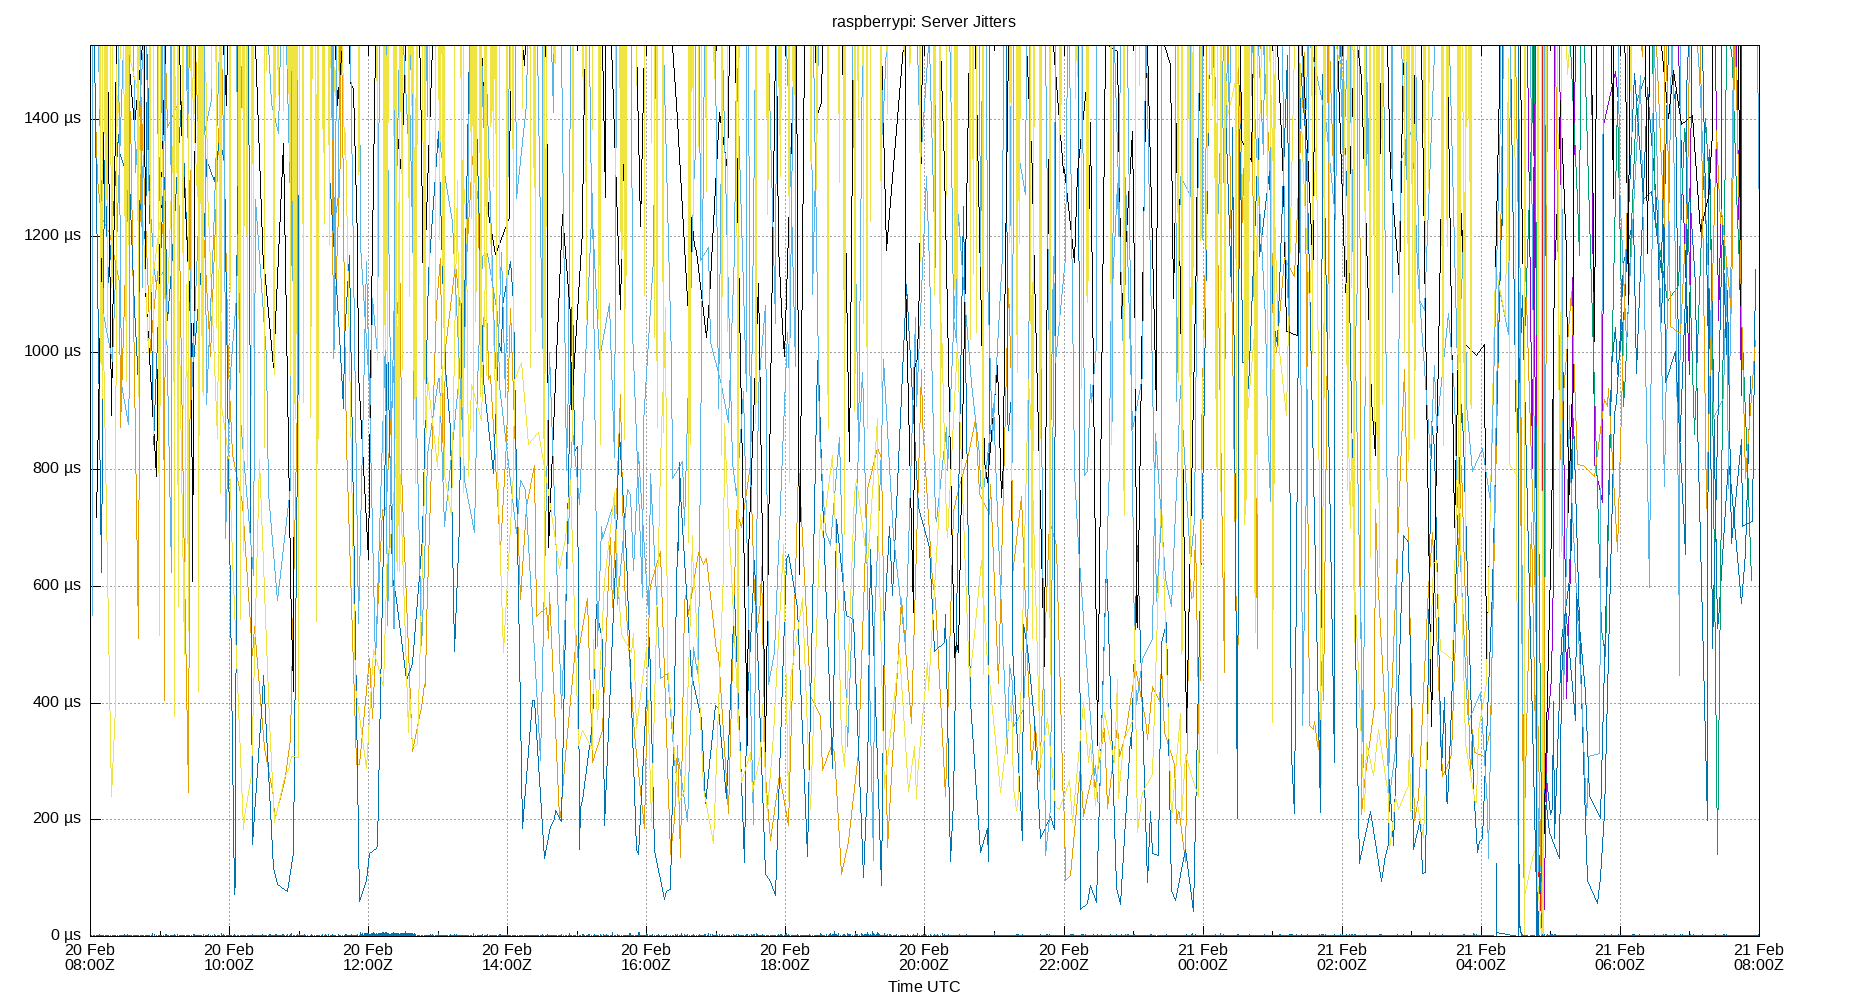 raspberrypi: Server Jitters
1400 µs
1200 µs
1000 µs
800 µs
600 µs
400 µs
200 µs
0 µs
20 Feb 20 Feb 20 Feb 20 Feb 20 Feb 20 Feb 20 Feb 20 Feb 21 Feb 21 Feb 21 Feb 21 Feb 21 Feb
08:00Z 10:00Z 12:00Z 14:00Z 16:00Z 18:00Z 20:00Z 22:00Z 00:00Z 02:00Z 04:00Z 06:00Z 08:00Z
Time UTC